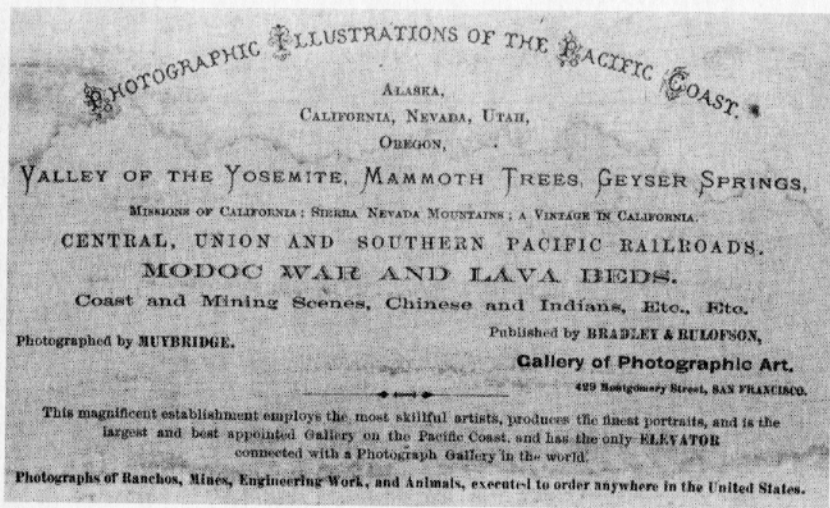 PHOTOGRAPHIC ILLUSTRATIONS OF THE PACIFIC COAST.
ALASKA,
CALIFORNIA, NEVADA, UTAH,
OREGON,
VALLEY OF THE YOSEMITE, MAMMOTH TREES, GEYSER SPRINGS,
MISSIONS OF CALIFORNIA; SIERRA NEVADA MOUNTAINS; A VINTAGE IN CALIFORNIA.
CENTRAL, UNION AND SOUTHERN PACIFIC RAILROADS.
MODOC WAR AND LAVA BEDS.
Coast and Mining Scenes, Chinese and Indians, Etc., Etc.
Photographed by MUYBRIDGE.
Published by BRADLEY & RULOFSON,
Gallery of Photographic Art.
429 Montgomery Street, SAN FRANCISCO.
This magnificent establishment employs the most skillful artists, produces the finest portraits, and is the
largest and best appointed Gallery on the Pacific Coast, and has the only ELEVATOR
connected with a Photograph Gallery in the world.
Photographs of Ranchos, Mines, Engineering Work, and Animals, executed to order anywhere in the United States.